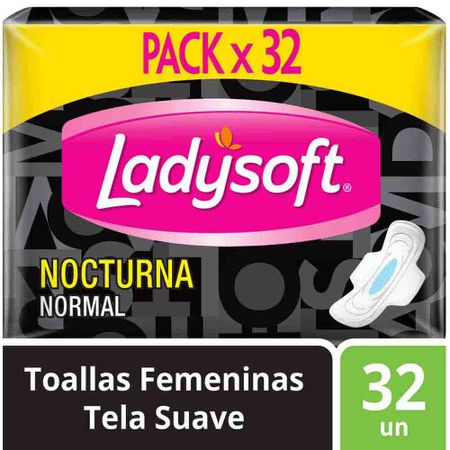 PACK x 32
Ladysoft®
NOCTURNA
NORMAL
Toallas Femeninas
Tela Suave
32
un